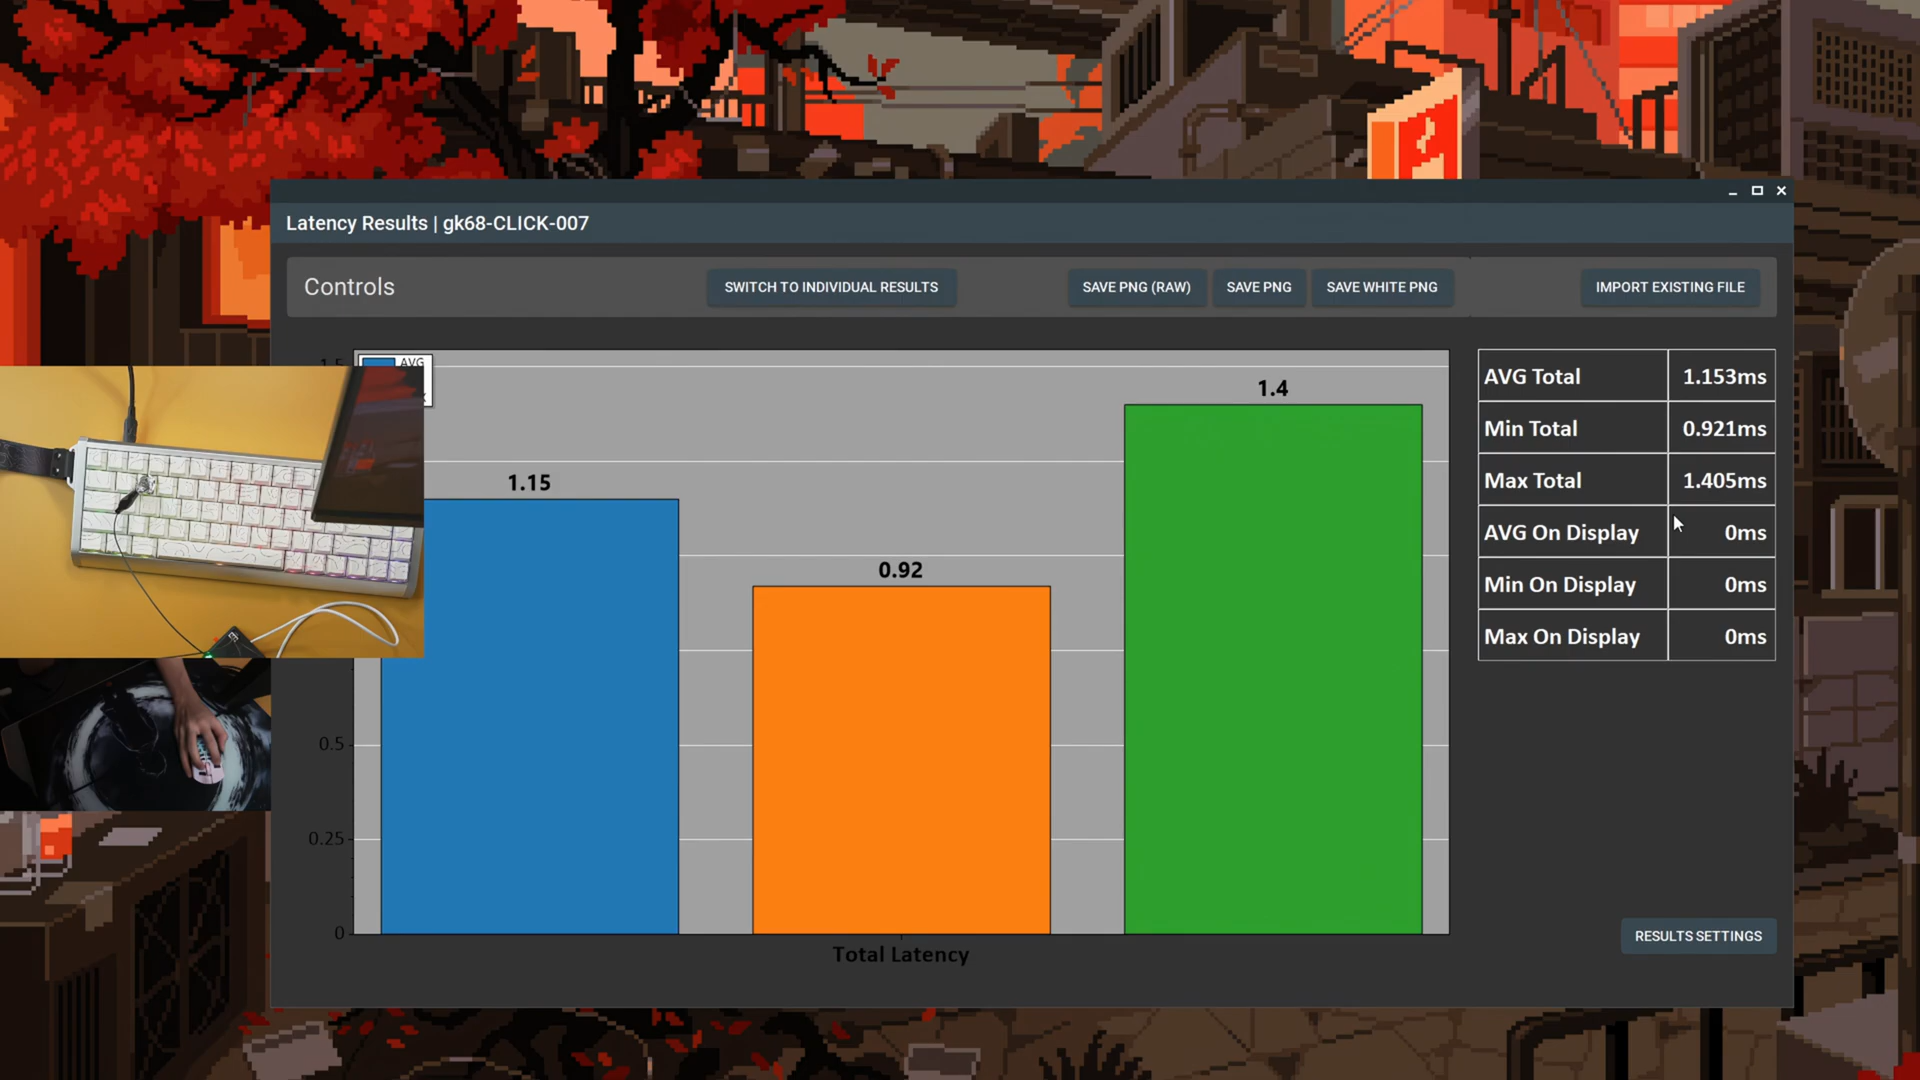 Latency Results | gk68-CLICK-007
Controls
SWITCH TO INDIVIDUAL RESULTS
SAVE PNG (RAW)
SAVE PNG
SAVE WHITE PNG
IMPORT EXISTING FILE
AVG
1.15
0.92
1.4
0.5
0.25
0
Total Latency
AVG Total 1.153ms
Min Total 0.921ms
Max Total 1.405ms
AVG On Display 0ms
Min On Display 0ms
Max On Display 0ms
RESULTS SETTINGS